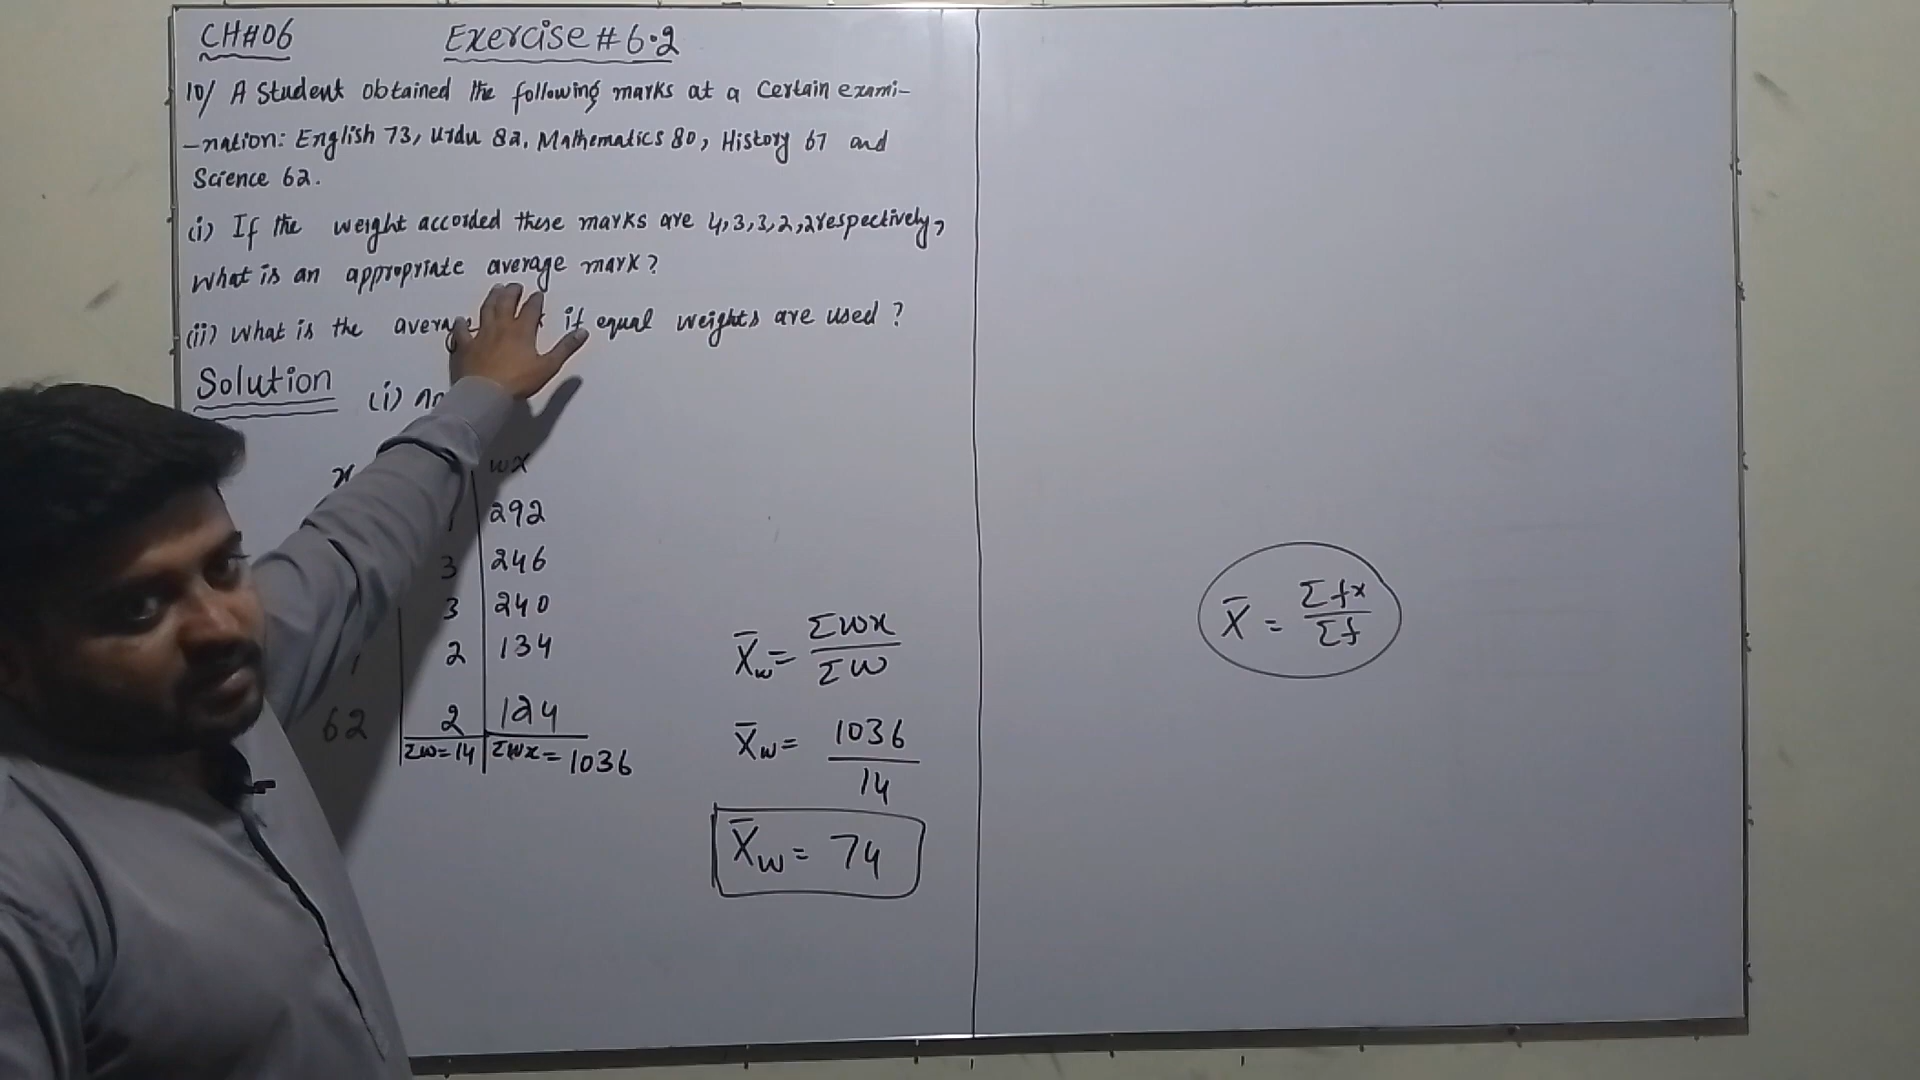 CH#06 Exercise # 6.2
10/ A Student obtained the following marks at a Certain exami-
-nation: English 73, Urdu 82, Mathematics 80, History 67 and
Science 62.
(i) If the weight accorded these marks are 4,3,3,2,2 respectively,
What is an appropriate average mark?
(ii) What is the average if equal weights are used?
Solution (i)
x wx
292
3 246
3 240
2 134
62 2 124
Σw=14 Σwx=1036
X̄w = Σwx / Σw
X̄w = 1036 / 14
X̄w = 74
X̄ = Σfx / Σf